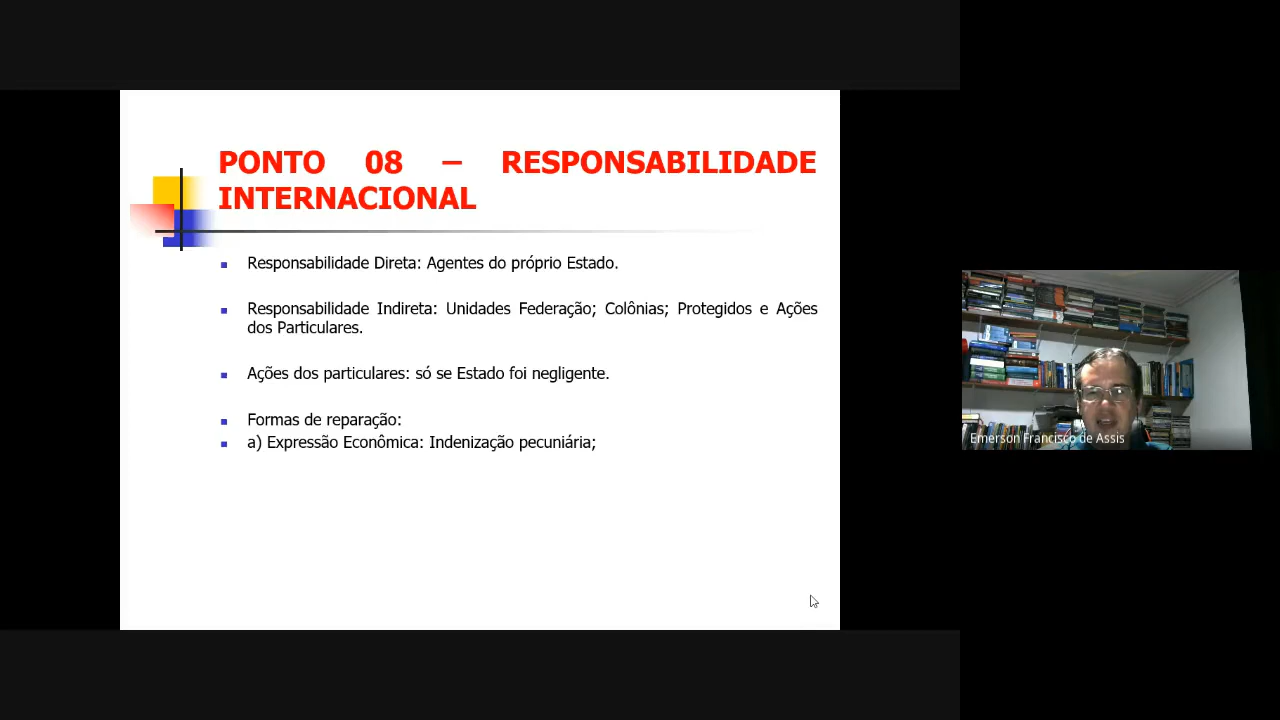 PONTO 08 – RESPONSABILIDADE
INTERNACIONAL
Responsabilidade Direta: Agentes do próprio Estado.
Responsabilidade Indireta: Unidades Federação; Colônias; Protegidos e Ações
dos Particulares.
Ações dos particulares: só se Estado foi negligente.
Formas de reparação:
a) Expressão Econômica: Indenização pecuniária;
Emerson Francisco de Assis